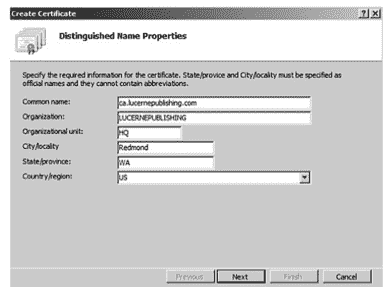 Create Certificate
Distinguished Name Properties
Specify the required information for the certificate. State/provice and City/locality must be specified as
official names and they cannot contain abbreviations.
Common name: ca.lucernepublishing.com
Organization: LUCERNEPUBLISHING
Organizational unit: HQ
City/locality Redmond
State/province: WA
Country/region: US
Previous Next Finish Cancel